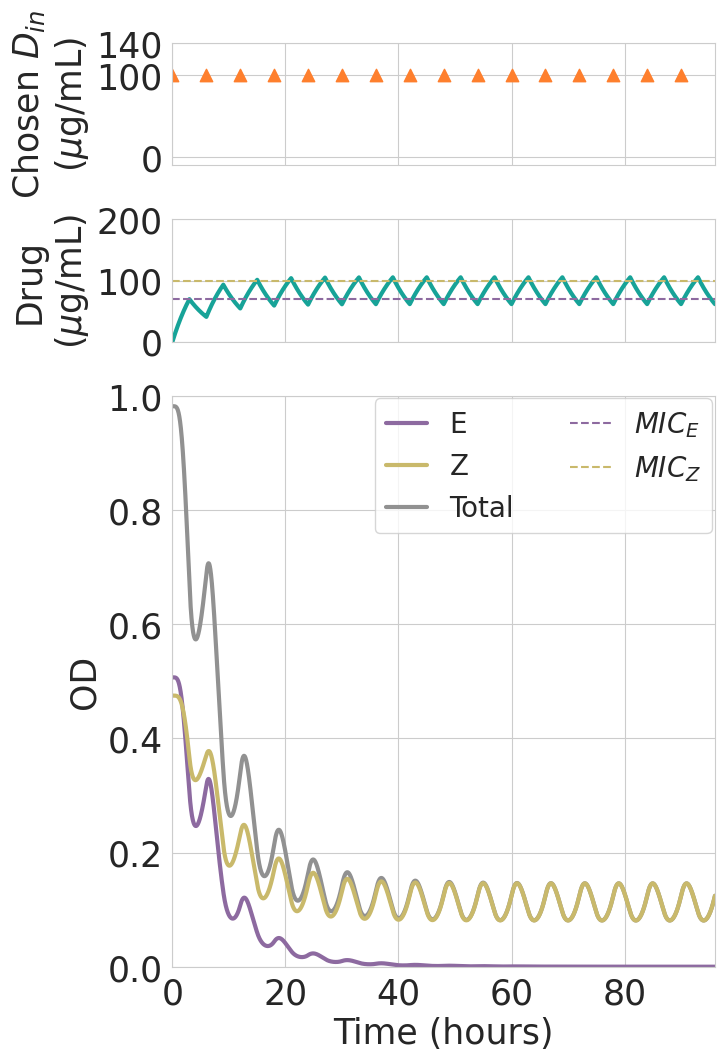 Chosen D_in
(μg/mL)
140
100
0
Drug
(μg/mL)
200
100
0
OD
1.0
0.8
0.6
0.4
0.2
0.0
E
Z
Total
MIC_E
MIC_Z
0 20 40 60 80
Time (hours)